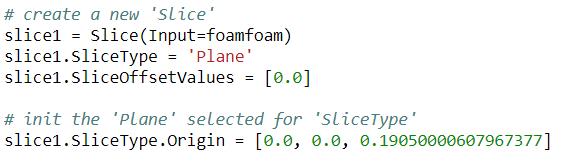 # create a new 'Slice'
slice1 = Slice(Input=foamfoam)
slice1.SliceType = 'Plane'
slice1.SliceOffsetValues = [0.0]
# init the 'Plane' selected for 'SliceType'
slice1.SliceType.Origin = [0.0, 0.0, 0.19050000607967377]